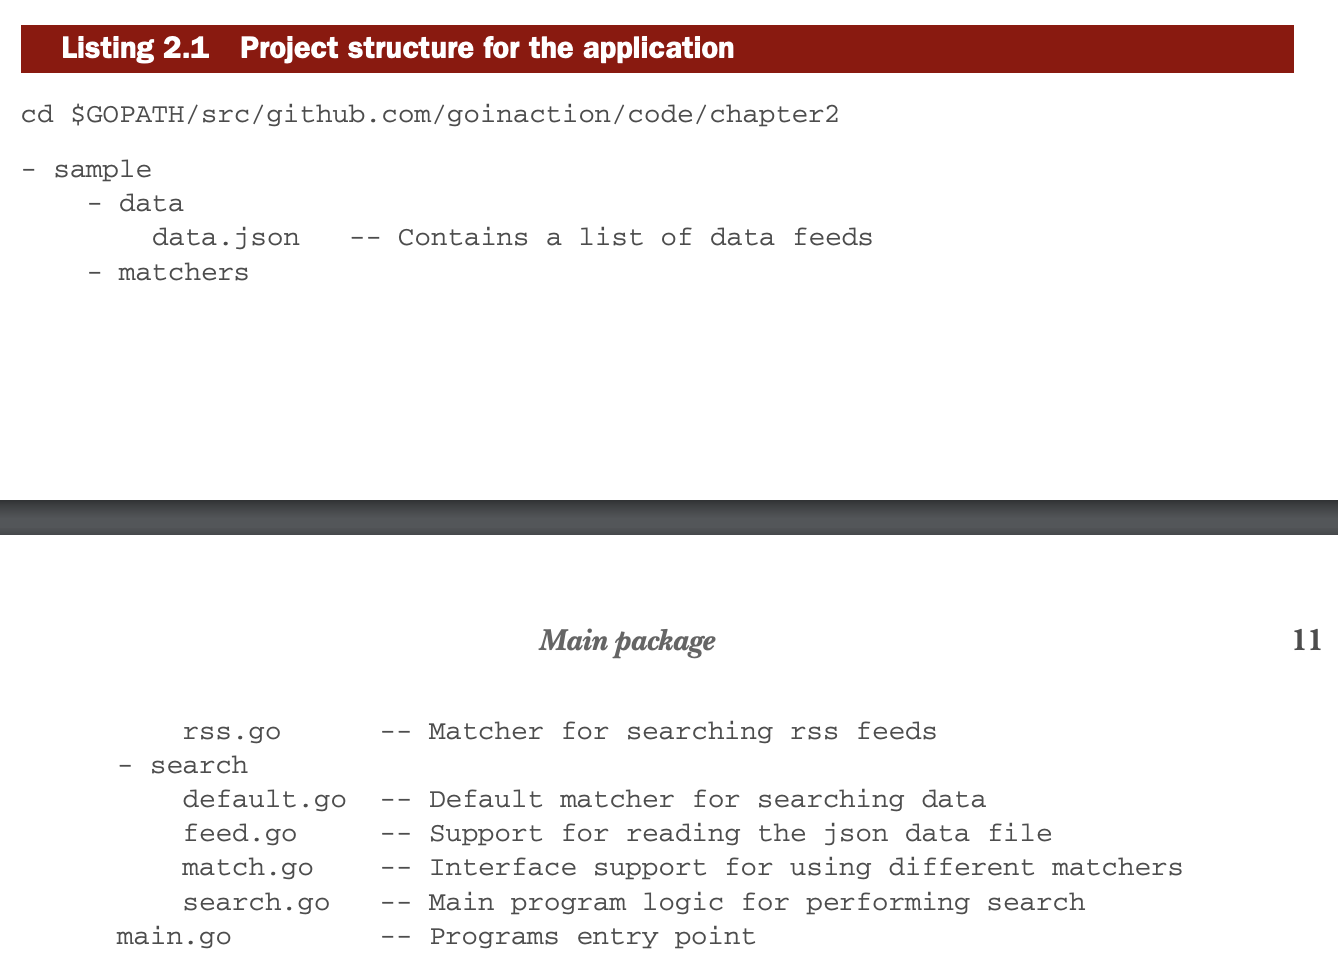 Listing 2.1 Project structure for the application
cd $GOPATH/src/github.com/goinaction/code/chapter2
- sample
- data
data.json -- Contains a list of data feeds
- matchers
Main package 11
rss.go -- Matcher for searching rss feeds
- search
default.go -- Default matcher for searching data
feed.go -- Support for reading the json data file
match.go -- Interface support for using different matchers
search.go -- Main program logic for performing search
main.go -- Programs entry point